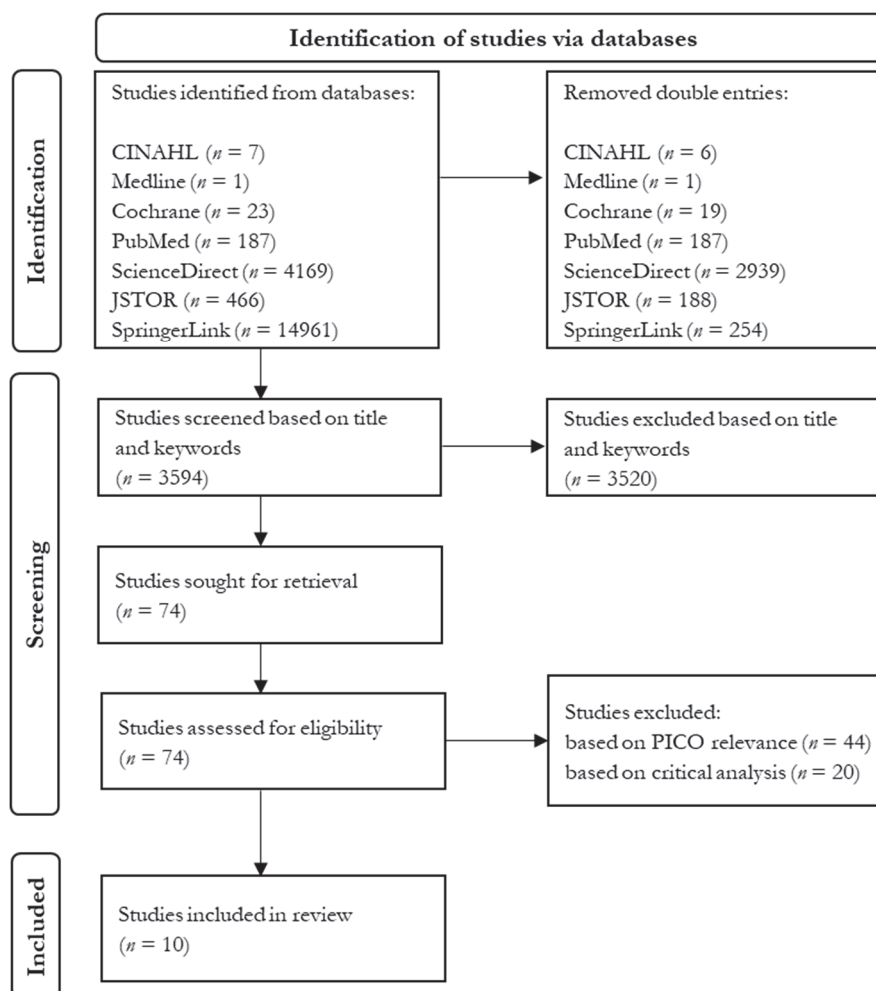 Identification of studies via databases
Identification
Studies identified from databases:
CINAHL (n = 7)
Medline (n = 1)
Cochrane (n = 23)
PubMed (n = 187)
ScienceDirect (n = 4169)
JSTOR (n = 466)
SpringerLink (n = 14961)
Removed double entries:
CINAHL (n = 6)
Medline (n = 1)
Cochrane (n = 19)
PubMed (n = 187)
ScienceDirect (n = 2939)
JSTOR (n = 188)
SpringerLink (n = 254)
Screening
Studies screened based on title
and keywords
(n = 3594)
Studies excluded based on title
and keywords
(n = 3520)
Studies sought for retrieval
(n = 74)
Studies assessed for eligibility
(n = 74)
Studies excluded:
based on PICO relevance (n = 44)
based on critical analysis (n = 20)
Included
Studies included in review
(n = 10)